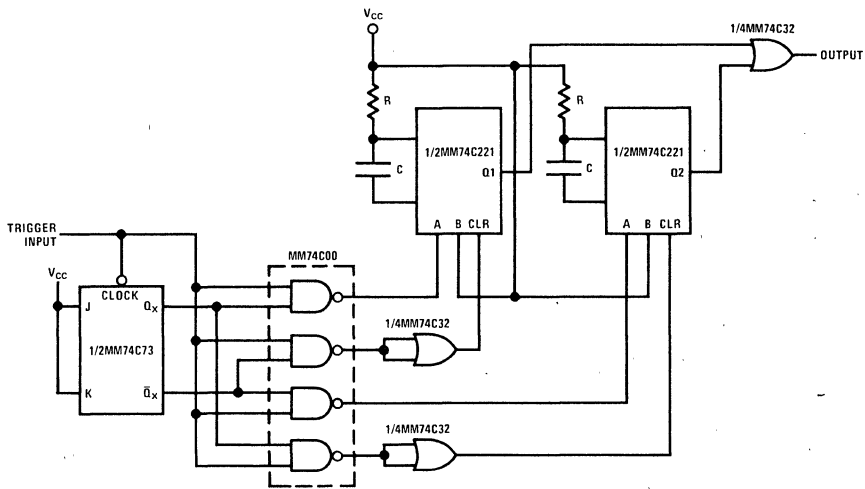 VCC
1/4MM74C32
OUTPUT
R
R
1/2MM74C221
1/2MM74C221
C
Q1
C
Q2
A B CLR
A B CLR
TRIGGER
INPUT
MM74C00
VCC
CLOCK
J
QX
1/4MM74C32
1/2MM74C73
K
Q̄X
1/4MM74C32